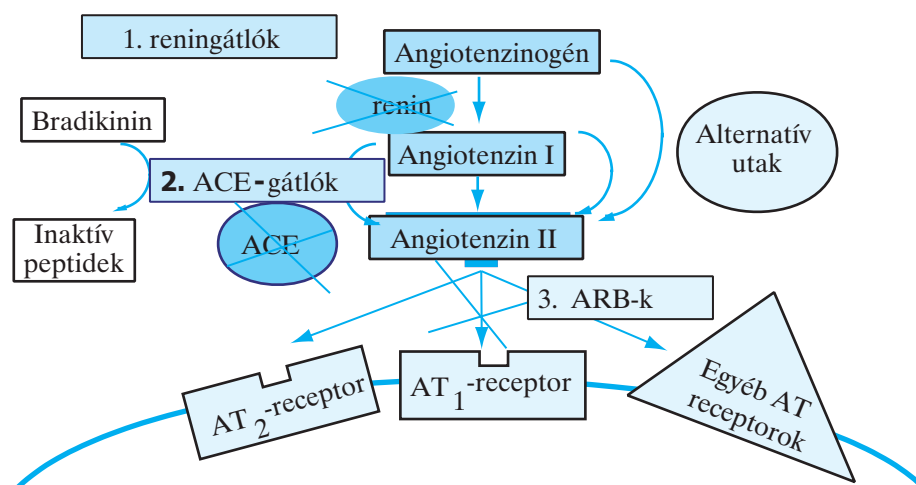 1. reningátlók
Angiotenzinogén
renin
Bradikinin
Angiotenzin I
Alternatív
utak
2. ACE-gátlók
Inaktív
peptidek
ACE
Angiotenzin II
3. ARB-k
AT2-receptor
AT1-receptor
Egyéb AT
receptorok